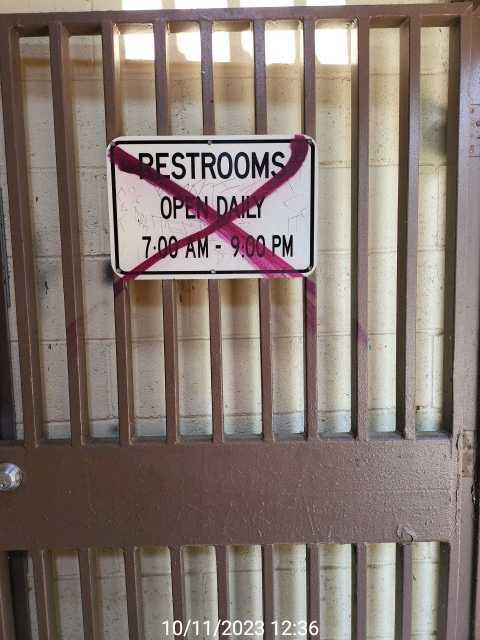 RESTROOMS
OPEN DAILY
7:00 AM - 9:00 PM
10/11/2023 12:36